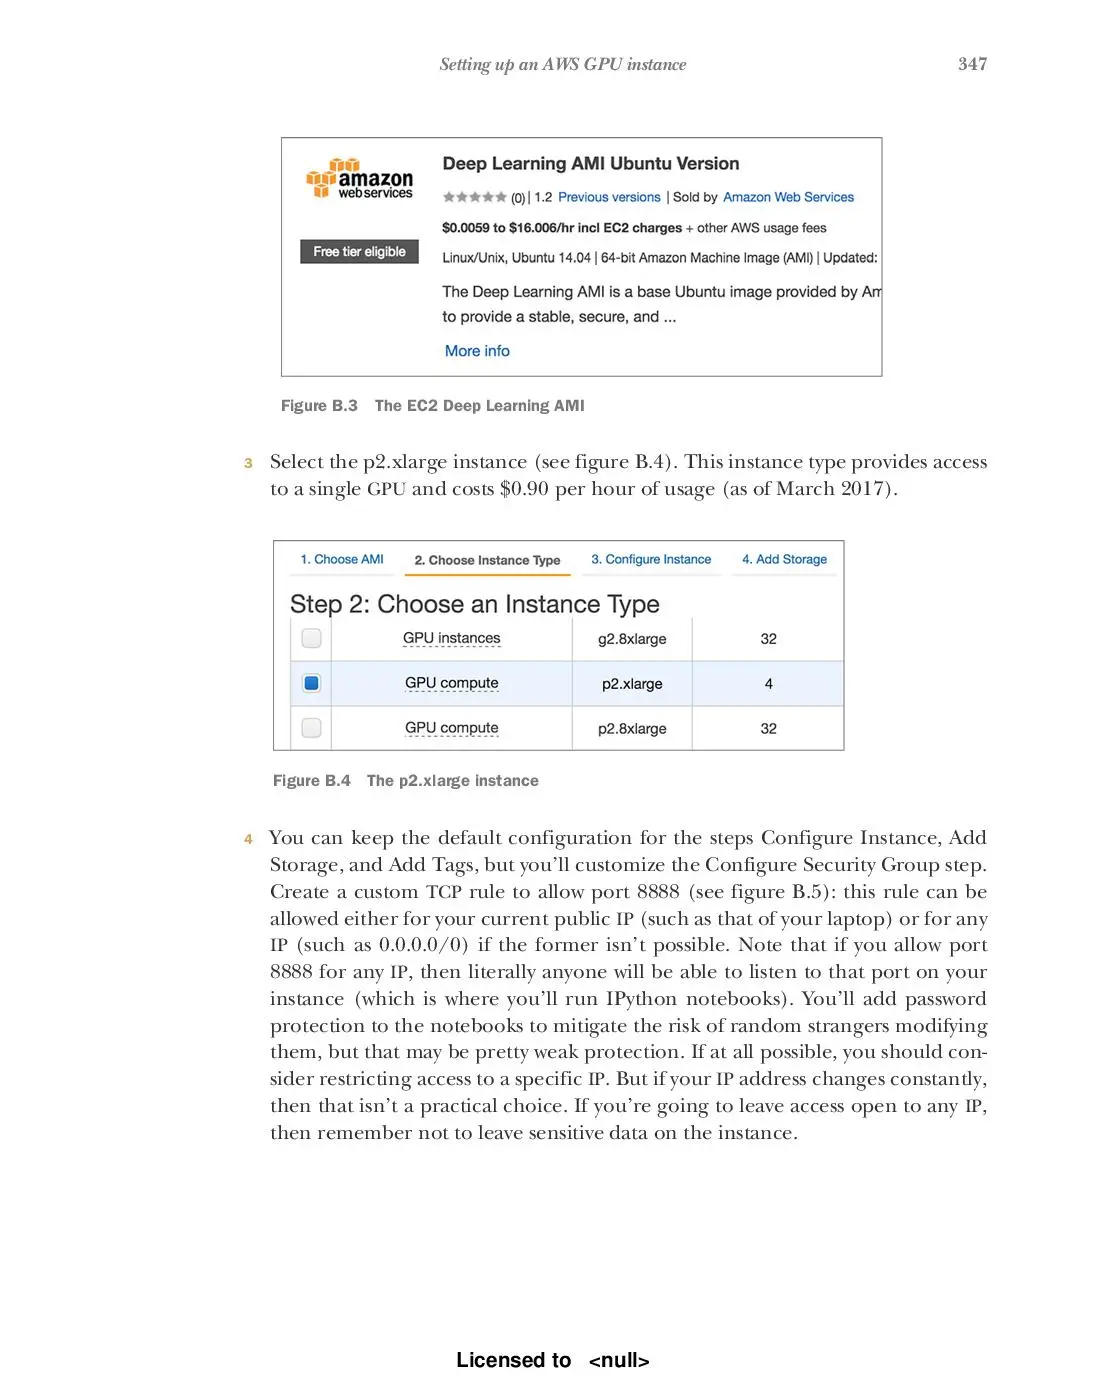 Setting up an AWS GPU instance 347
amazon
web services
Free tier eligible
Deep Learning AMI Ubuntu Version
(0) | 1.2 Previous versions | Sold by Amazon Web Services
$0.0059 to $16.006/hr incl EC2 charges + other AWS usage fees
Linux/Unix, Ubuntu 14.04 | 64-bit Amazon Machine Image (AMI) | Updated:
The Deep Learning AMI is a base Ubuntu image provided by Am
to provide a stable, secure, and ...
More info
Figure B.3 The EC2 Deep Learning AMI
3 Select the p2.xlarge instance (see figure B.4). This instance type provides access
to a single GPU and costs $0.90 per hour of usage (as of March 2017).
1. Choose AMI 2. Choose Instance Type 3. Configure Instance 4. Add Storage
Step 2: Choose an Instance Type
GPU instances g2.8xlarge 32
GPU compute p2.xlarge 4
GPU compute p2.8xlarge 32
Figure B.4 The p2.xlarge instance
4 You can keep the default configuration for the steps Configure Instance, Add
Storage, and Add Tags, but you’ll customize the Configure Security Group step.
Create a custom TCP rule to allow port 8888 (see figure B.5): this rule can be
allowed either for your current public IP (such as that of your laptop) or for any
IP (such as 0.0.0.0/0) if the former isn’t possible. Note that if you allow port
8888 for any IP, then literally anyone will be able to listen to that port on your
instance (which is where you’ll run IPython notebooks). You’ll add password
protection to the notebooks to mitigate the risk of random strangers modifying
them, but that may be pretty weak protection. If at all possible, you should con-
sider restricting access to a specific IP. But if your IP address changes constantly,
then that isn’t a practical choice. If you’re going to leave access open to any IP,
then remember not to leave sensitive data on the instance.
Licensed to <null>